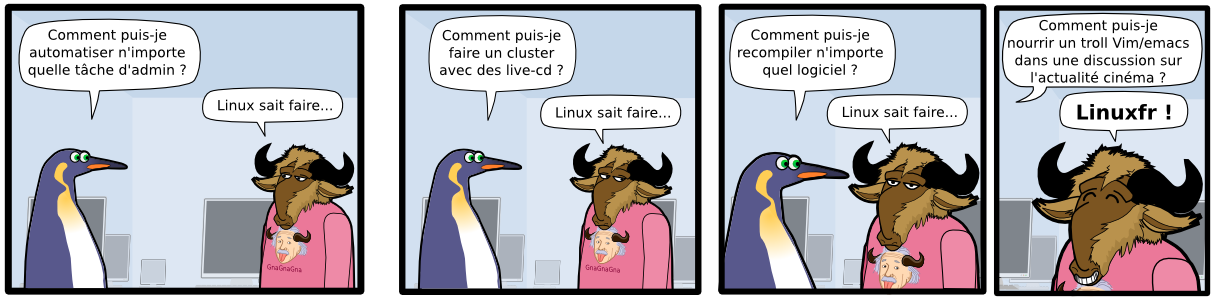 Comment puis-je
automatiser n'importe
quelle tâche d'admin ?
Linux sait faire...
GnaGnaGna
Comment puis-je
faire un cluster
avec des live-cd ?
Linux sait faire...
GnaGnaGna
Comment puis-je
recompiler n'importe
quel logiciel ?
Linux sait faire...
Comment puis-je
nourrir un troll Vim/emacs
dans une discussion sur
l'actualité cinéma ?
Linuxfr !